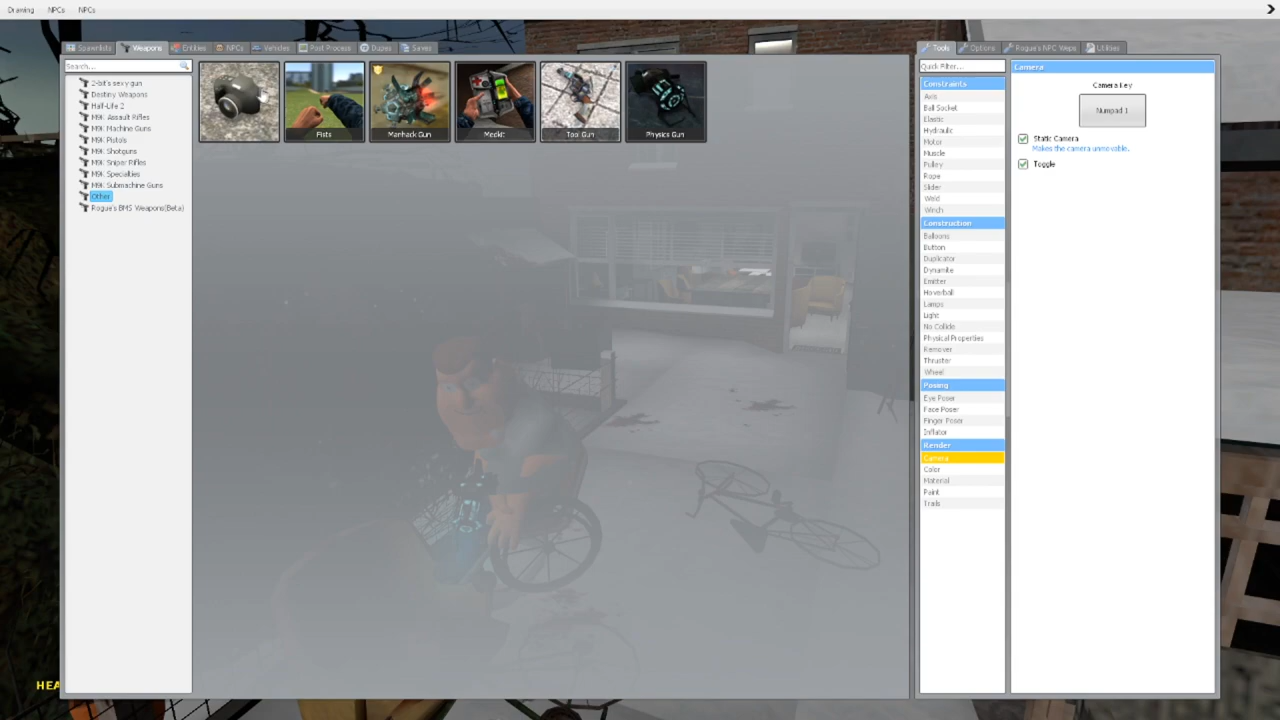 Drawing NPCs NPCs
Spawnlists Weapons Entities NPCs Vehicles Post Process Dupes Saves
Search...
2-bit's sexy gun
Destiny Weapons
Half-Life 2
M9K Assault Rifles
M9K Machine Guns
M9K Pistols
M9K Shotguns
M9K Sniper Rifles
M9K Specialties
M9K Submachine Guns
Other
Rogue's BMS Weapons(Beta)
Fists
Manhack Gun
Medkit
Tool Gun
Physics Gun
Tools Options Rogue's NPC Weps Utilities
Quick Filter...
Constraints
Axis
Ball Socket
Elastic
Hydraulic
Motor
Muscle
Pulley
Rope
Slider
Weld
Winch
Construction
Balloons
Button
Duplicator
Dynamite
Emitter
Hoverball
Lamps
Light
No Collide
Physical Properties
Remover
Thruster
Wheel
Posing
Eye Poser
Face Poser
Finger Poser
Inflator
Render
Camera
Color
Material
Paint
Trails
Camera
Camera Key
Numpad 1
Static Camera
Makes the camera unmovable.
Toggle
HEA